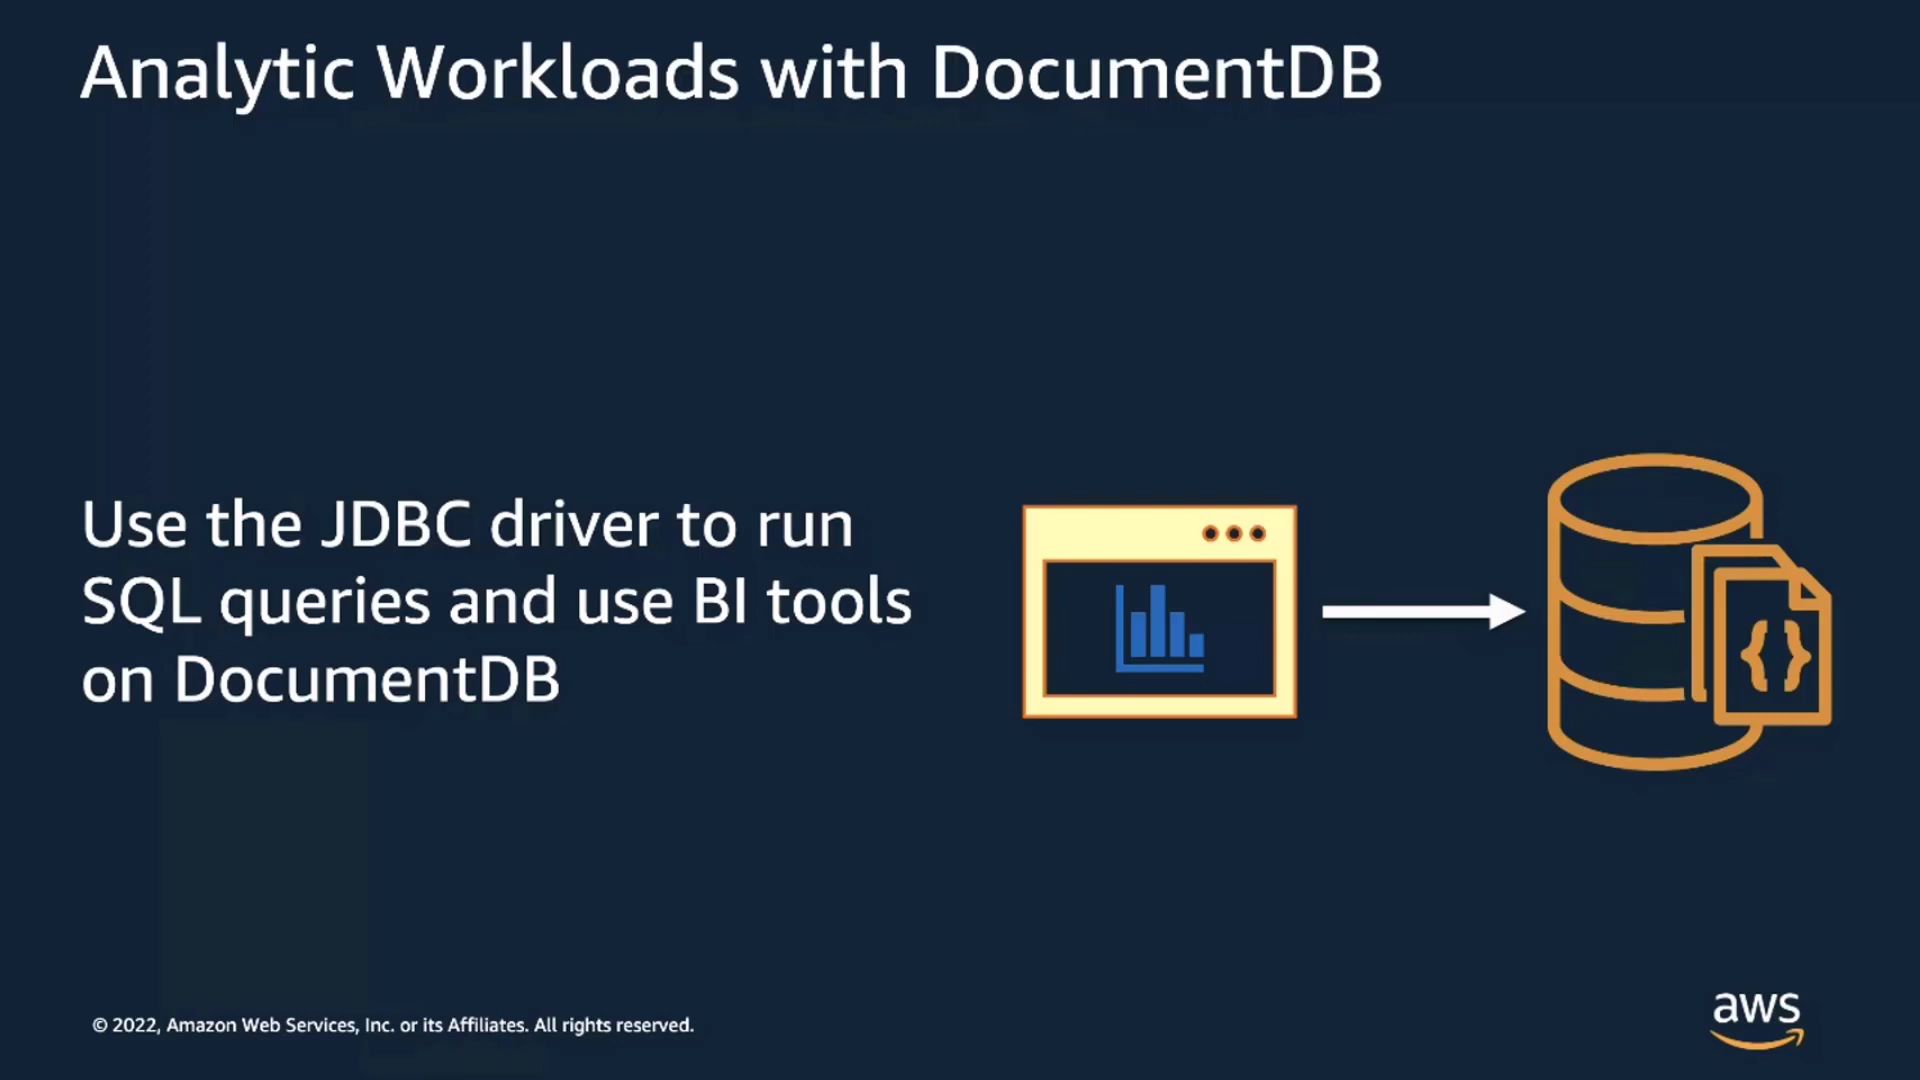 Analytic Workloads with DocumentDB
Use the JDBC driver to run
SQL queries and use BI tools
on DocumentDB
{ }
© 2022, Amazon Web Services, Inc. or its Affiliates. All rights reserved.
aws